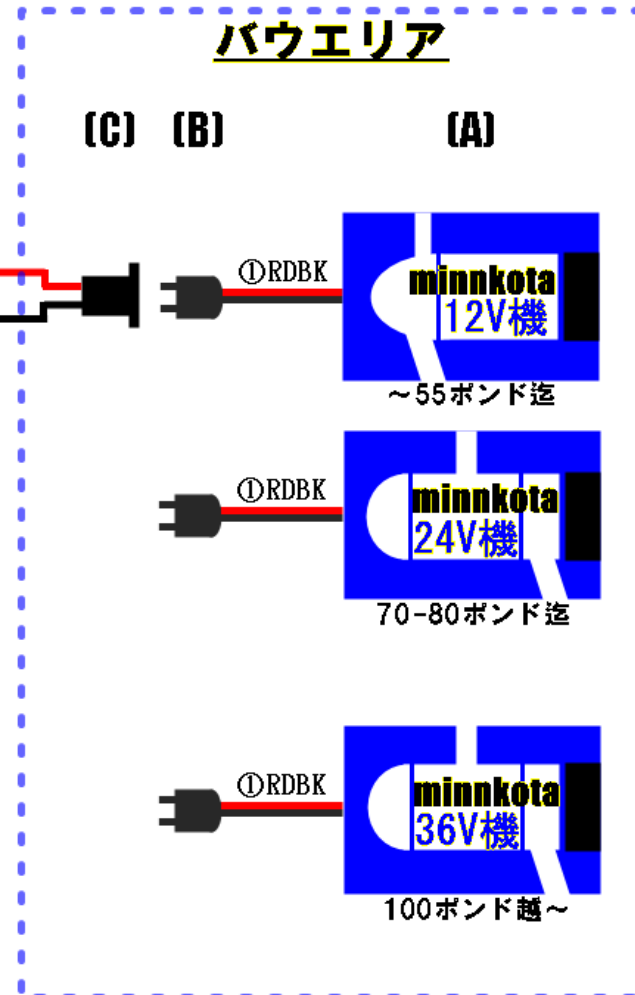 バウエリア
(C) (B) (A)
①RDBK
minnkota
12V機
～55ポンド迄
①RDBK
minnkota
24V機
70-80ポンド迄
①RDBK
minnkota
36V機
100ポンド越～